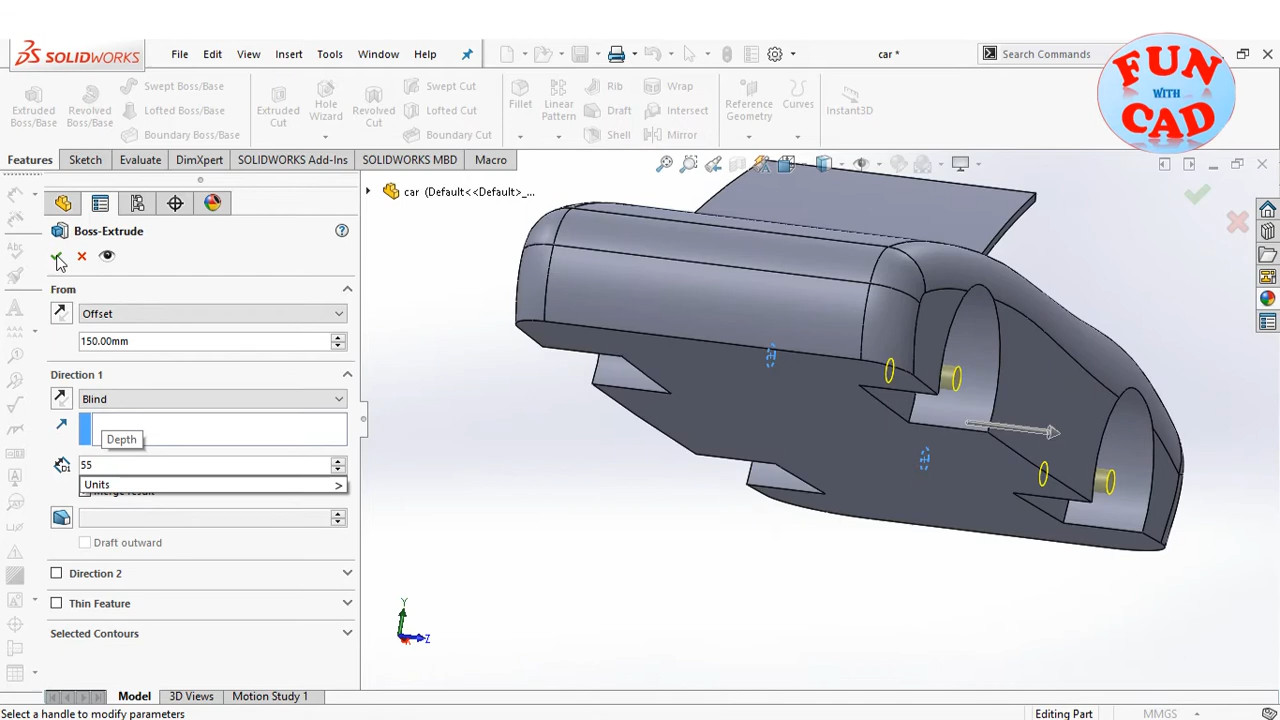 SOLIDWORKS
File Edit View Insert Tools Window Help
car *
Search Commands
FUN
WITH
CAD
Extruded
Boss/Base
Revolved
Boss/Base
Swept Boss/Base
Lofted Boss/Base
Boundary Boss/Base
Extruded
Cut
Hole
Wizard
Revolved
Cut
Swept Cut
Lofted Cut
Boundary Cut
Fillet
Linear
Pattern
Rib
Draft
Shell
Wrap
Intersect
Mirror
Reference
Geometry
Curves
Instant3D
Features Sketch Evaluate DimXpert SOLIDWORKS Add-Ins SOLIDWORKS MBD Macro
car (Default<<Default>_...
Boss-Extrude
From
Offset
150.00mm
Direction 1
Blind
Depth
55
Units >
Merge result
Draft outward
Direction 2
Thin Feature
Selected Contours
Y
Z
Model 3D Views Motion Study 1
Select a handle to modify parameters
Editing Part
MMGS